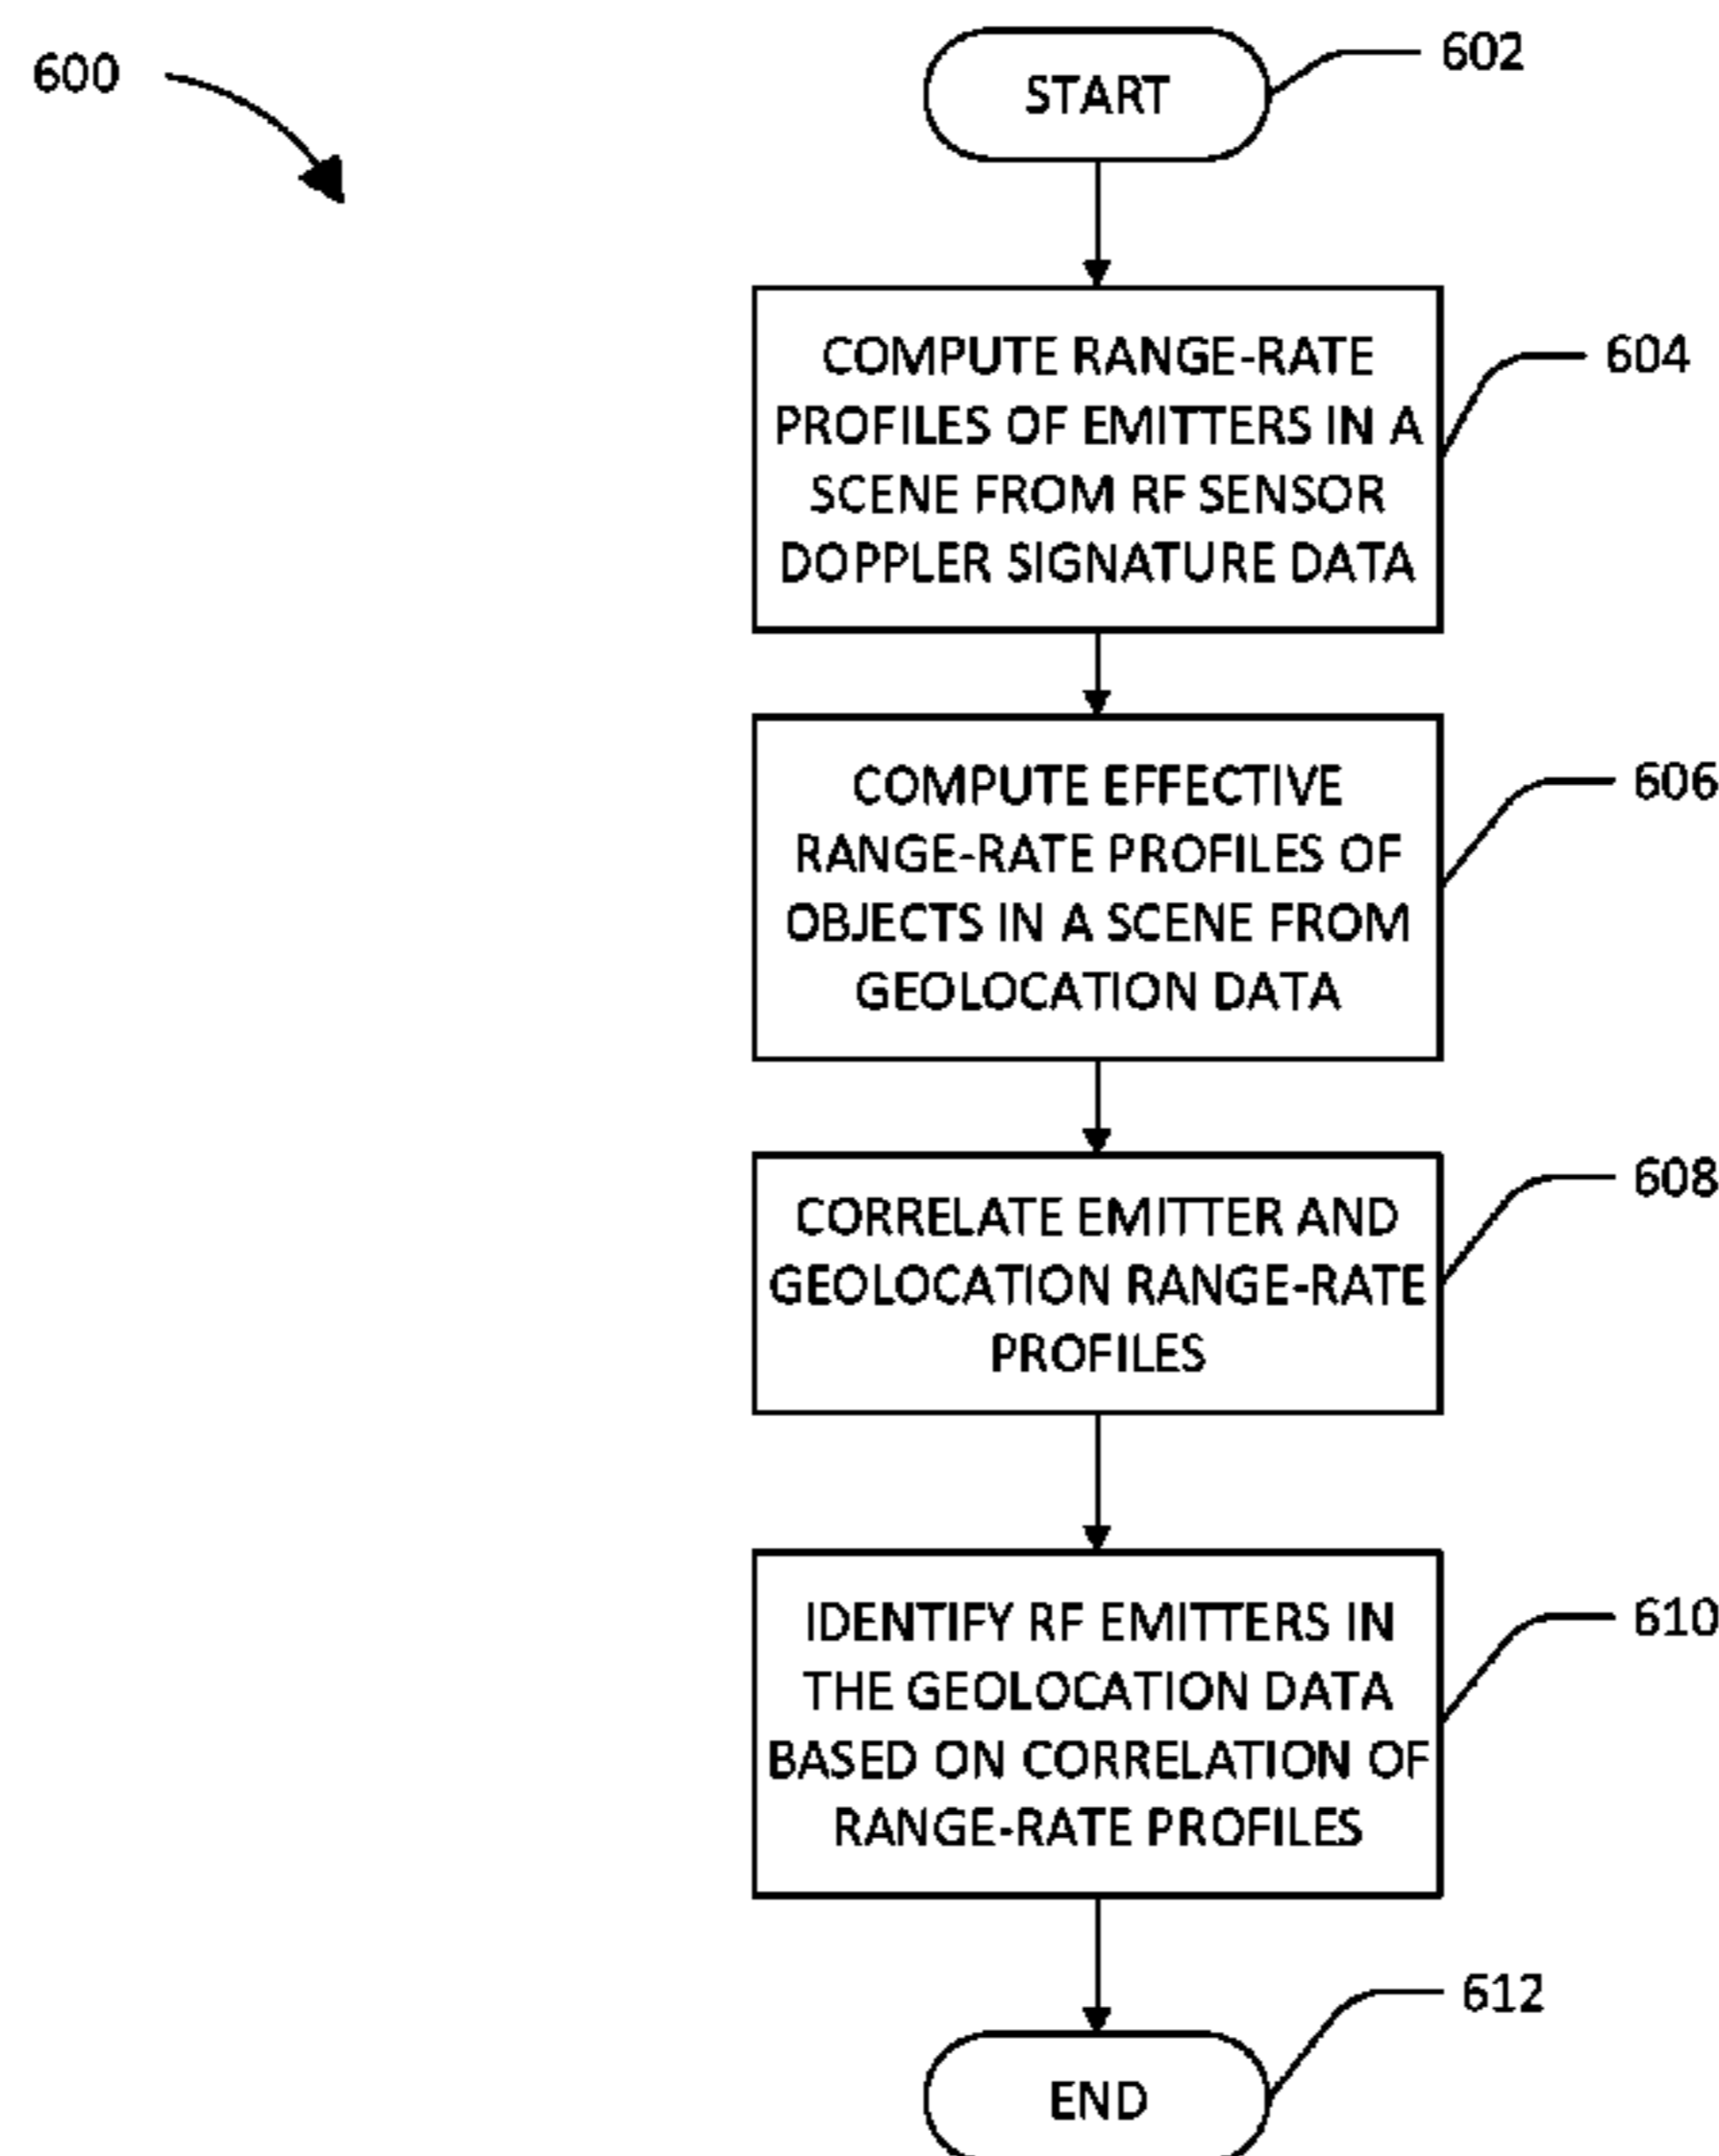 600
START
602
COMPUTE RANGE-RATE
PROFILES OF EMITTERS IN A
SCENE FROM RF SENSOR
DOPPLER SIGNATURE DATA
604
COMPUTE EFFECTIVE
RANGE-RATE PROFILES OF
OBJECTS IN A SCENE FROM
GEOLOCATION DATA
606
CORRELATE EMITTER AND
GEOLOCATION RANGE-RATE
PROFILES
608
IDENTIFY RF EMITTERS IN
THE GEOLOCATION DATA
BASED ON CORRELATION OF
RANGE-RATE PROFILES
610
END
612